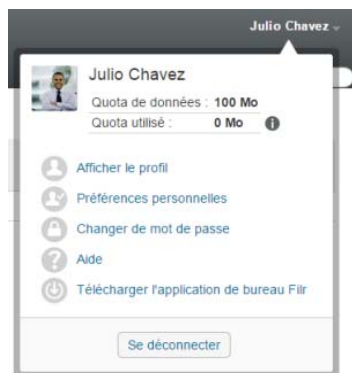 Julio Chavez
Julio Chavez
Quota de données : 100 Mo
Quota utilisé : 0 Mo
Afficher le profil
Préférences personnelles
Changer de mot de passe
Aide
Télécharger l'application de bureau Filr
Se déconnecter